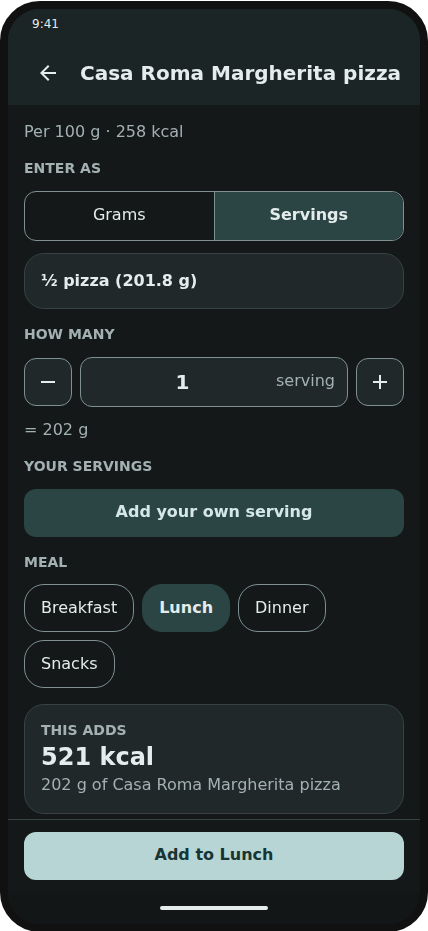 9:41
Casa Roma Margherita pizza
Per 100 g · 258 kcal
ENTER AS
Grams
Servings
½ pizza (201.8 g)
HOW MANY
− 1 serving +
= 202 g
YOUR SERVINGS
Add your own serving
MEAL
Breakfast
Lunch
Dinner
Snacks
THIS ADDS
521 kcal
202 g of Casa Roma Margherita pizza
Add to Lunch